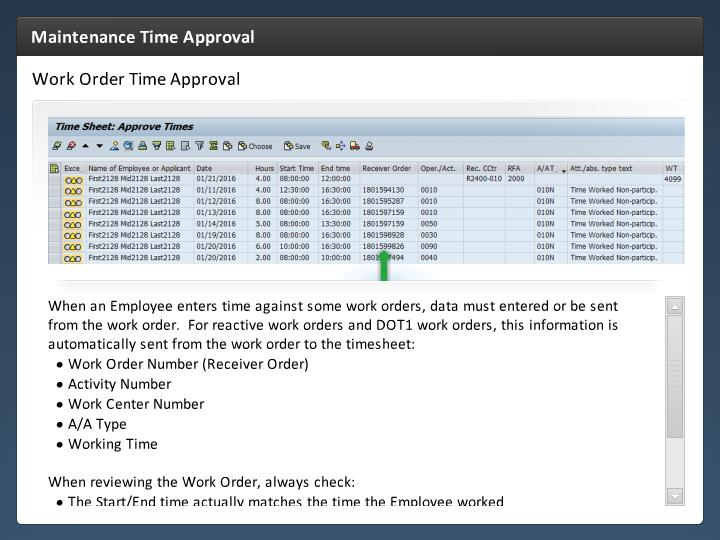 Maintenance Time Approval
Work Order Time Approval
Time Sheet: Approve Times
Choose Save
Exce.. Name of Employee or Applicant Date Hours Start Time End time Receiver Order Oper./Act. Rec. CCtr RFA A/AT.. Att./abs. type text WT
First2128 Mid2128 Last2128 01/21/2016 4.00 08:00:00 12:00:00 R2400-010 2000 4099
First2128 Mid2128 Last2128 01/11/2016 4.00 12:30:00 16:30:00 1801594130 0010 010N Time Worked Non-particip.
First2128 Mid2128 Last2128 01/12/2016 8.00 08:00:00 16:30:00 1801595287 0010 010N Time Worked Non-particip.
First2128 Mid2128 Last2128 01/13/2016 8.00 08:00:00 16:30:00 1801597159 0010 010N Time Worked Non-particip.
First2128 Mid2128 Last2128 01/14/2016 5.00 08:00:00 13:30:00 1801597159 0050 010N Time Worked Non-particip.
First2128 Mid2128 Last2128 01/19/2016 8.00 08:00:00 16:30:00 1801598928 0030 010N Time Worked Non-particip.
First2128 Mid2128 Last2128 01/20/2016 6.00 10:00:00 16:30:00 1801599826 0090 010N Time Worked Non-particip.
First2128 Mid2128 Last2128 01/20/2016 2.00 08:00:00 10:00:00 0040 010N Time Worked Non-particip.
When an Employee enters time against some work orders, data must entered or be sent
from the work order. For reactive work orders and DOT1 work orders, this information is
automatically sent from the work order to the timesheet:
• Work Order Number (Receiver Order)
• Activity Number
• Work Center Number
• A/A Type
• Working Time
When reviewing the Work Order, always check:
• The Start/End time actually matches the time the Employee worked